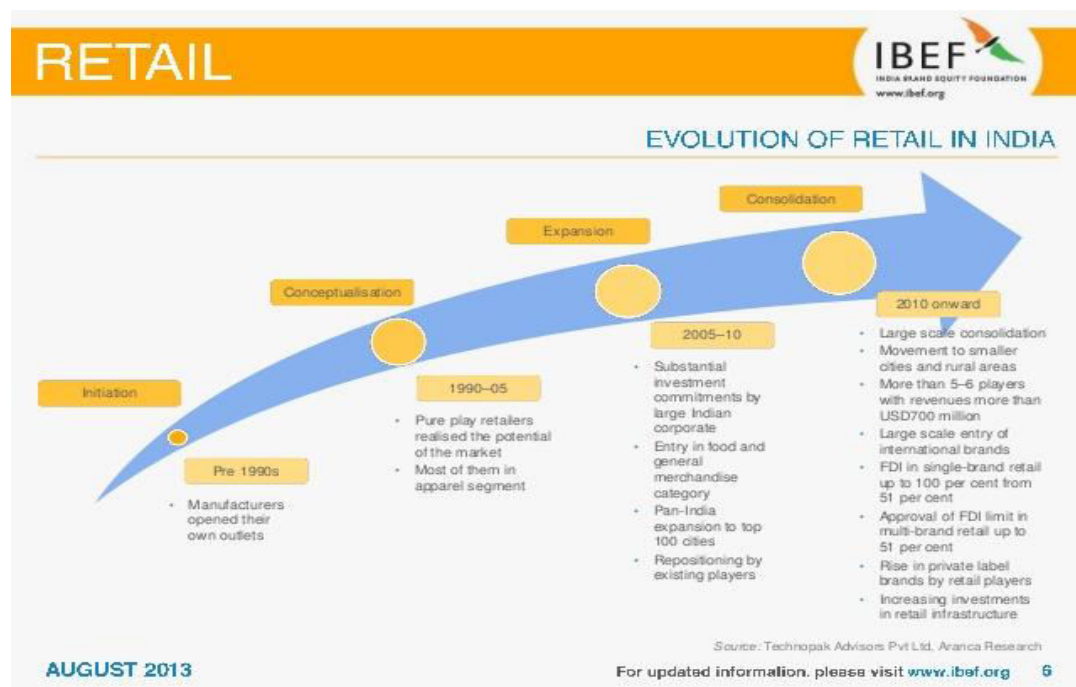 RETAIL
IBEF
INDIA BRAND EQUITY FOUNDATION
www.ibef.org
EVOLUTION OF RETAIL IN INDIA
Consolidation
Expansion
Conceptualisation
Initiation
Pre 1990s
• Manufacturers
opened their
own outlets
1990–05
• Pure play retailers
realised the potential
of the market
• Most of them in
apparel segment
2005–10
• Substantial
investment
commitments by
large Indian
corporate
• Entry in food and
general
merchandise
category
• Pan-India
expansion to top
100 cities
• Repositioning by
existing players
2010 onward
• Large scale consolidation
• Movement to smaller
cities and rural areas
• More than 5–6 players
with revenues more than
USD700 million
• Large scale entry of
international brands
• FDI in single-brand retail
up to 100 per cent from
51 per cent
• Approval of FDI limit in
multi-brand retail up to
51 per cent
• Rise in private label
brands by retail players
• Increasing investments
in retail infrastructure
Source: Technopak Advisors Pvt Ltd, Aranca Research
AUGUST 2013
For updated information, please visit www.ibef.org
6